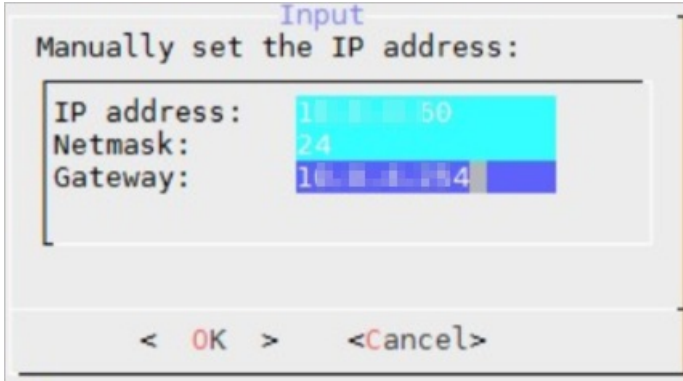 Input
Manually set the IP address:
IP address:
Netmask: 24
Gateway:
< OK > <Cancel>